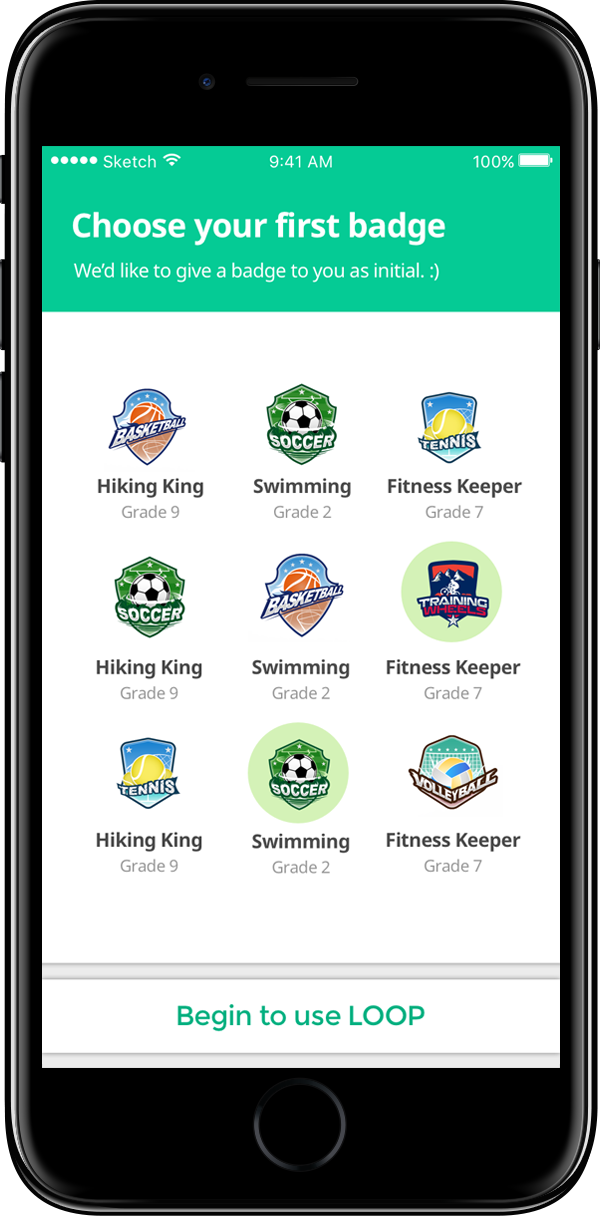 Sketch 9:41 AM 100%
Choose your first badge
We’d like to give a badge to you as initial. :)
BASKETBALL SOCCER TENNIS
Hiking King Swimming Fitness Keeper
Grade 9 Grade 2 Grade 7
SOCCER BASKETBALL TRAINING
WHEELS
Hiking King Swimming Fitness Keeper
Grade 9 Grade 2 Grade 7
TENNIS SOCCER VOLLEYBALL
Hiking King Swimming Fitness Keeper
Grade 9 Grade 2 Grade 7
Begin to use LOOP